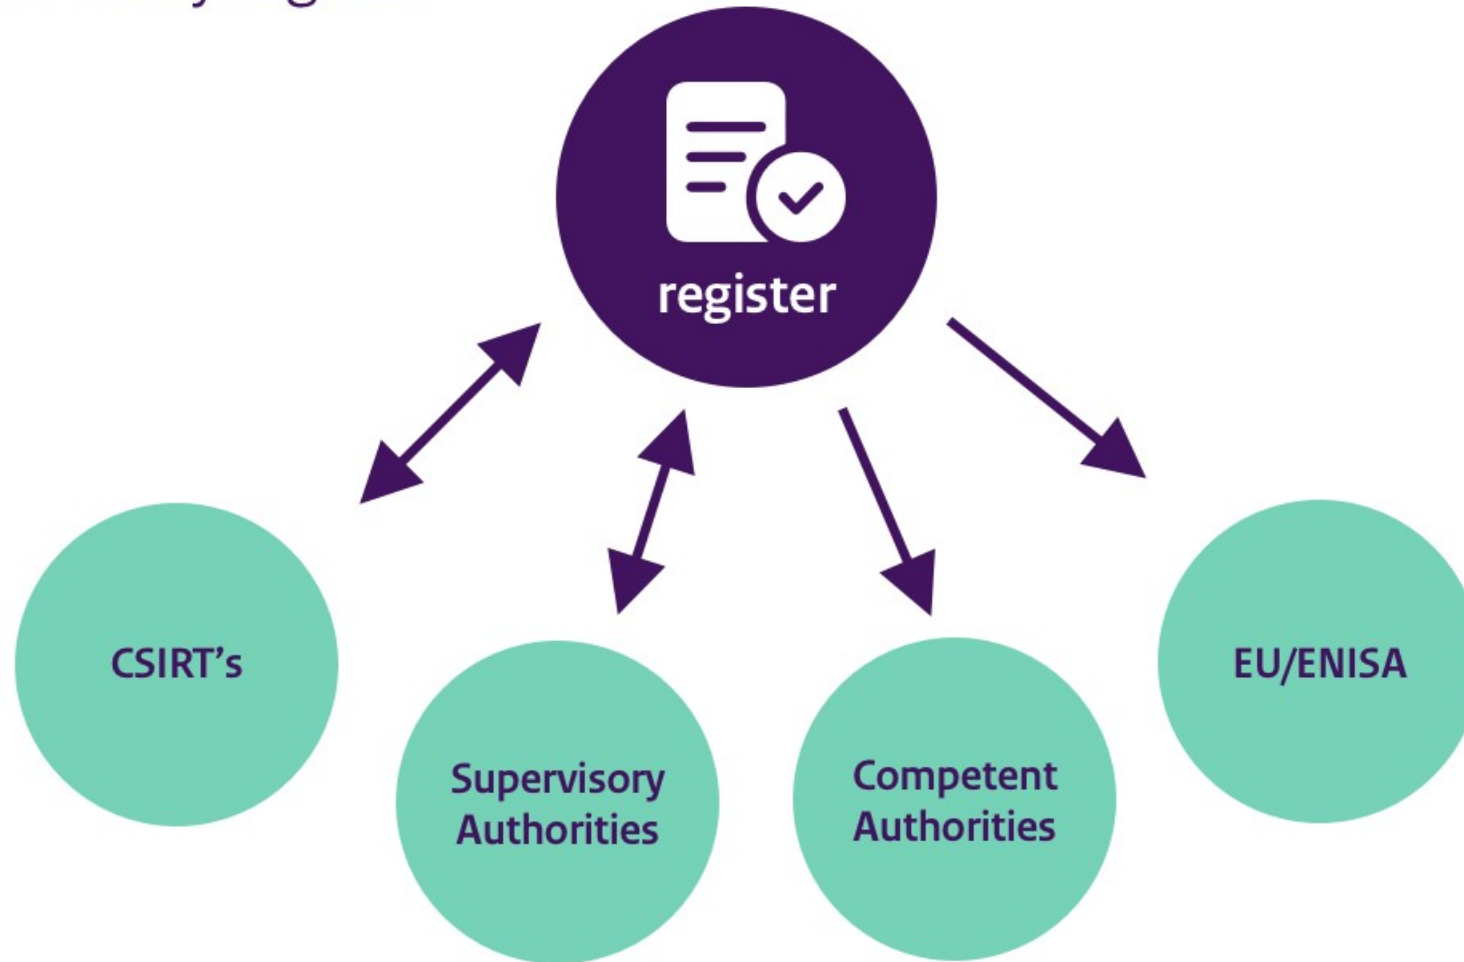 register
CSIRT’s
EU/ENISA
Supervisory
Authorities
Competent
Authorities